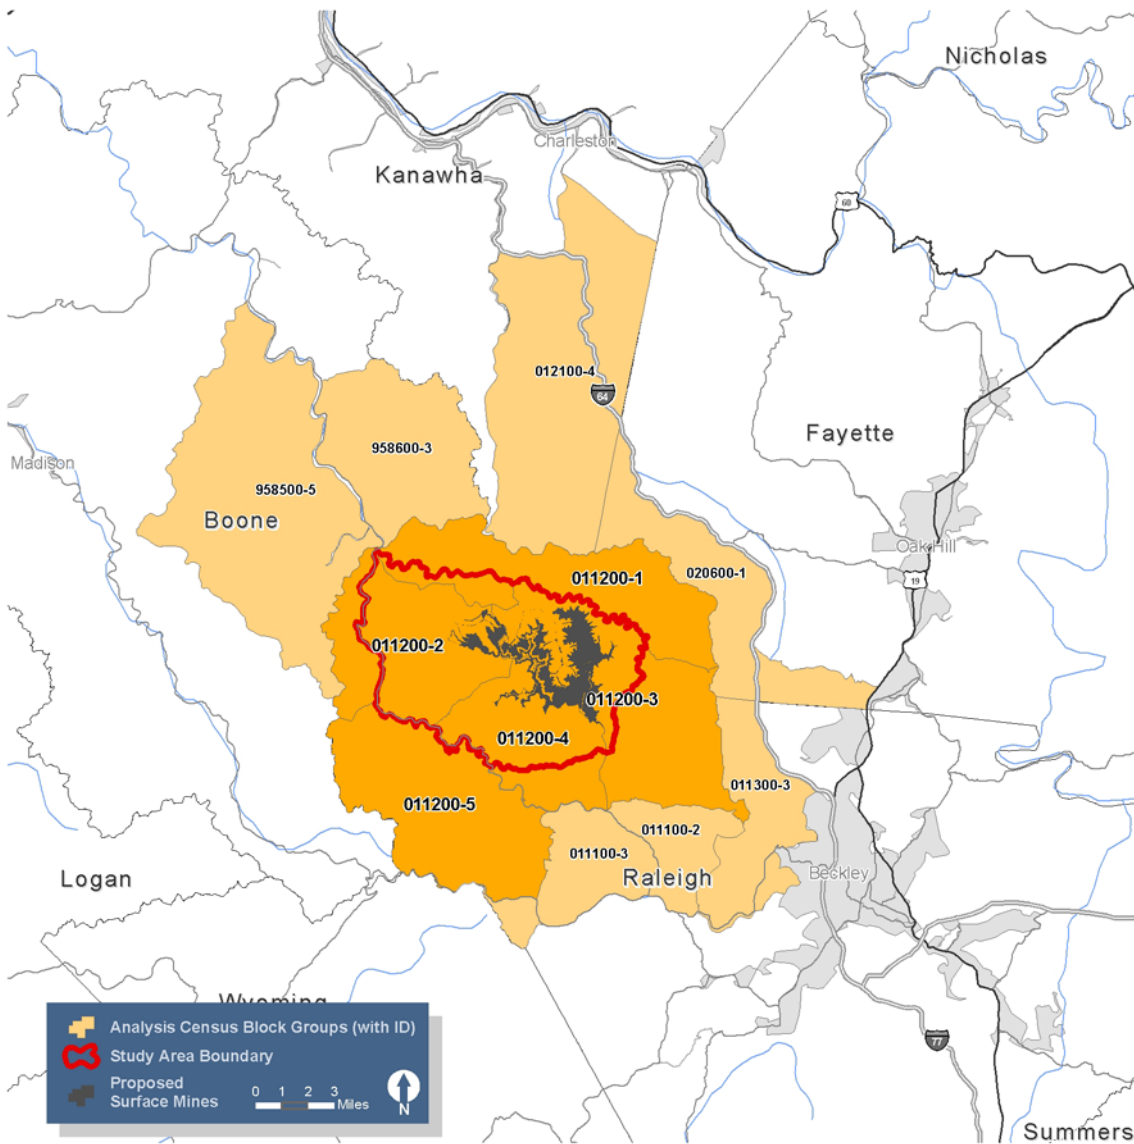 Nicholas
Charleston
Kanawha
60
012100-4
64
Fayette
958600-3
Madison
958500-5
Boone
Oak Hill
020600-1
011200-1
19
011200-2
011200-3
011200-4
011300-3
011200-5
011100-2
011100-3
Raleigh
Beckley
Logan
Wyoming
Analysis Census Block Groups (with ID)
Study Area Boundary
Proposed
Surface Mines
0 1 2 3
Miles
N
77
Summers